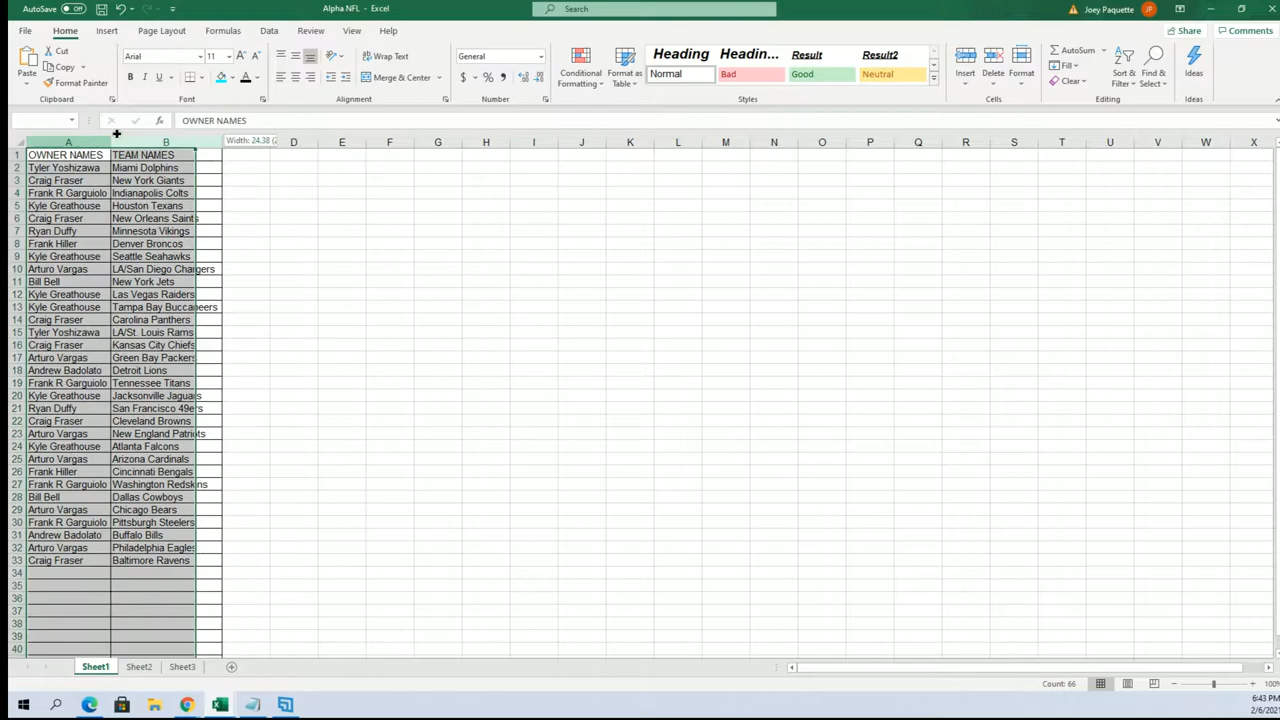 AutoSave Off Alpha NFL - Excel Search Joey Paquette JP
File Home Insert Page Layout Formulas Data Review View Help Share Comments
Cut Arial 11 Wrap Text General Heading Headin... Result Result2 AutoSum
Paste Copy Format Painter B I U A Merge & Center $ % Conditional Formatting Format as Table Normal Bad Good Neutral Insert Delete Format Fill Clear Sort & Filter Find & Select Ideas
Clipboard Font Alignment Number Styles Cells Editing Ideas
fx OWNER NAMES
A B Width: 24.38 D E F G H I J K L M N O P Q R S T U V W X
1 OWNER NAMES TEAM NAMES
2 Tyler Yoshizawa Miami Dolphins
3 Craig Fraser New York Giants
4 Frank R Garguiolo Indianapolis Colts
5 Kyle Greathouse Houston Texans
6 Craig Fraser New Orleans Saints
7 Ryan Duffy Minnesota Vikings
8 Frank Hiller Denver Broncos
9 Kyle Greathouse Seattle Seahawks
10 Arturo Vargas LA/San Diego Chargers
11 Bill Bell New York Jets
12 Kyle Greathouse Las Vegas Raiders
13 Kyle Greathouse Tampa Bay Buccaneers
14 Craig Fraser Carolina Panthers
15 Tyler Yoshizawa LA/St. Louis Rams
16 Craig Fraser Kansas City Chiefs
17 Arturo Vargas Green Bay Packers
18 Andrew Badolato Detroit Lions
19 Frank R Garguiolo Tennessee Titans
20 Kyle Greathouse Jacksonville Jaguars
21 Ryan Duffy San Francisco 49ers
22 Craig Fraser Cleveland Browns
23 Arturo Vargas New England Patriots
24 Kyle Greathouse Atlanta Falcons
25 Arturo Vargas Arizona Cardinals
26 Frank Hiller Cincinnati Bengals
27 Frank R Garguiolo Washington Redskins
28 Bill Bell Dallas Cowboys
29 Arturo Vargas Chicago Bears
30 Frank R Garguiolo Pittsburgh Steelers
31 Andrew Badolato Buffalo Bills
32 Arturo Vargas Philadelphia Eagles
33 Craig Fraser Baltimore Ravens
34
35
36
37
38
39
40
Sheet1 Sheet2 Sheet3
Count: 66 100%
6:43 PM
2/6/2021